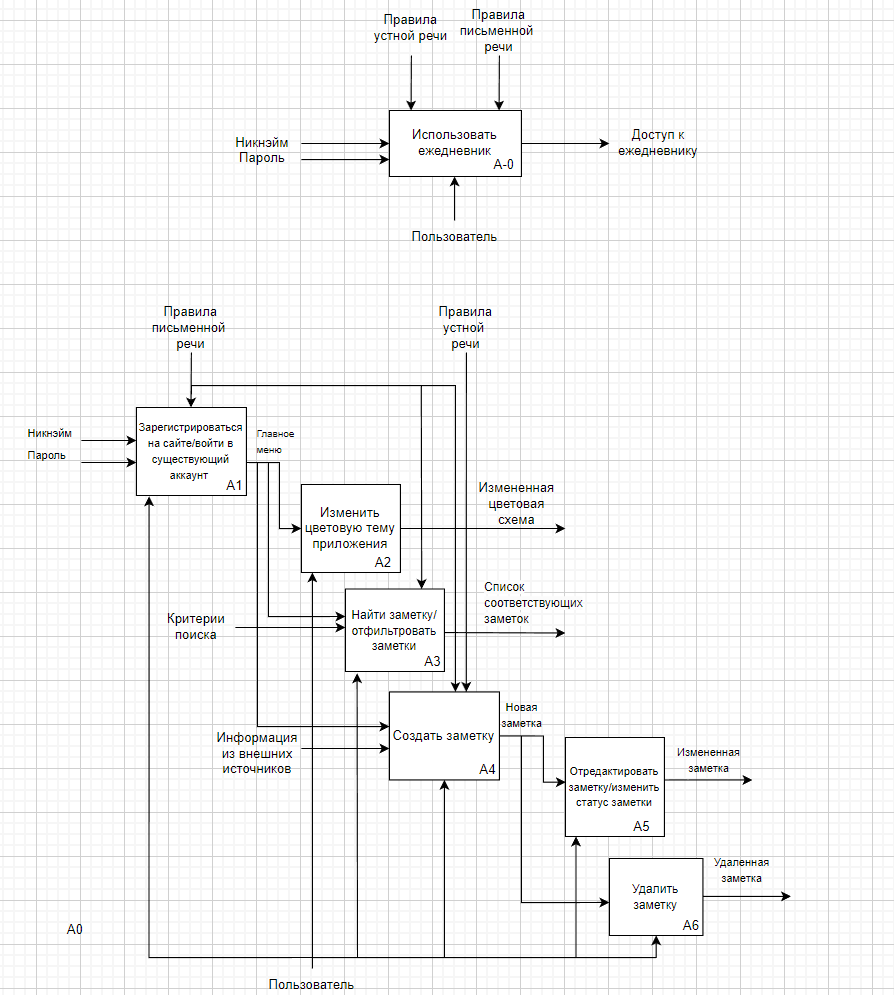 Правила
устной речи
Правила
письменной
речи
Никнэйм
Пароль
Использовать
ежедневник
A-0
Доступ к
ежедневнику
Пользователь
Правила
письменной
речи
Правила
устной
речи
Никнэйм
Пароль
Зарегистрироваться
на сайте/войти в
существующий
аккаунт
A1
Главное
меню
Изменить
цветовую тему
приложения
A2
Измененная
цветовая
схема
Критерии
поиска
Найти заметку/
отфильтровать
заметки
A3
Список
соответствующих
заметок
Информация
из внешних
источников
Создать заметку
A4
Новая
заметка
Отредактировать
заметку/изменить
статус заметки
A5
Измененная
заметка
Удалить
заметку
A6
Удаленная
заметка
A0
Пользователь